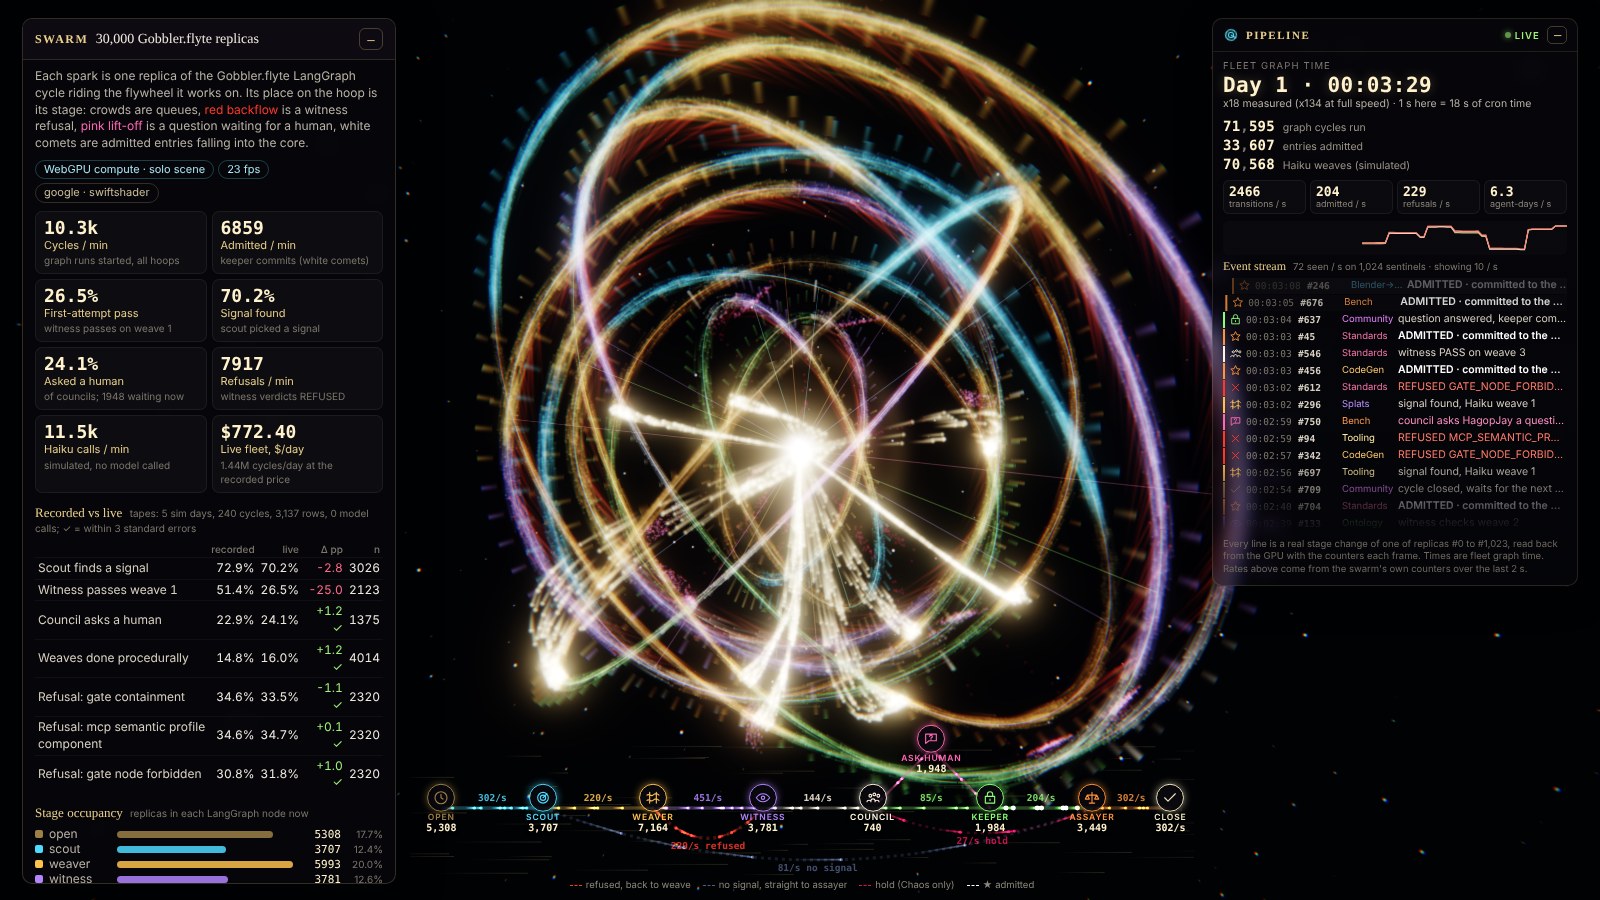 SWARM 30,000 Gobbler.flyte replicas
–
Each spark is one replica of the Gobbler.flyte LangGraph
cycle riding the flywheel it works on. Its place on the hoop is
its stage: crowds are queues, red backflow is a witness
refusal, pink lift-off is a question waiting for a human, white
comets are admitted entries falling into the core.
WebGPU compute · solo scene 23 fps
google · swiftshader
10.3k
Cycles / min
graph runs started, all hoops
6859
Admitted / min
keeper commits (white comets)
26.5%
First-attempt pass
witness passes on weave 1
70.2%
Signal found
scout picked a signal
24.1%
Asked a human
of councils; 1948 waiting now
7917
Refusals / min
witness verdicts REFUSED
11.5k
Haiku calls / min
simulated, no model called
$772.40
Live fleet, $/day
1.44M cycles/day at the
recorded price
Recorded vs live tapes: 5 sim days, 240 cycles, 3,137 rows, 0 model
calls; ✓ = within 3 standard errors
recorded live Δ pp n
Scout finds a signal 72.9% 70.2% -2.8 3026
Witness passes weave 1 51.4% 26.5% -25.0 2123
Council asks a human 22.9% 24.1% +1.2 ✓ 1375
Weaves done procedurally 14.8% 16.0% +1.2 ✓ 4014
Refusal: gate containment 34.6% 33.5% -1.1 ✓ 2320
Refusal: mcp semantic profile
component 34.6% 34.7% +0.1 ✓ 2320
Refusal: gate node forbidden 30.8% 31.8% +1.0 ✓ 2320
Stage occupancy replicas in each LangGraph node now
open 5308 17.7%
scout 3707 12.4%
weaver 5993 20.0%
witness 3781 12.6%
ASK HUMAN
1,948
302/s 220/s 451/s 144/s 85/s 204/s 302/s
OPEN SCOUT WEAVER WITNESS COUNCIL KEEPER ASSAYER CLOSE
5,308 3,707 7,164 3,781 740 1,984 3,449 302/s
refused
27/s hold
81/s no signal
--- refused, back to weave --- no signal, straight to assayer --- hold (Chaos only) --- ★ admitted
PIPELINE LIVE –
FLEET GRAPH TIME
Day 1 · 00:03:29
x18 measured (x134 at full speed) · 1 s here = 18 s of cron time
71,595 graph cycles run
33,607 entries admitted
70,568 Haiku weaves (simulated)
2466
transitions / s
204
admitted / s
229
refusals / s
6.3
agent-days / s
Event stream 72 seen / s on 1,024 sentinels · showing 10 / s
00:03:08 #246 Blender→... ADMITTED · committed to the ...
00:03:05 #676 Bench ADMITTED · committed to the ...
00:03:04 #637 Community question answered, keeper com...
00:03:03 #45 Standards ADMITTED · committed to the ...
00:03:03 #546 Standards witness PASS on weave 3
00:03:03 #456 CodeGen ADMITTED · committed to the ...
00:03:02 #612 Standards REFUSED GATE_NODE_FORBID...
00:03:02 #296 Splats signal found, Haiku weave 1
00:02:59 #750 Bench council asks HagopJay a questi...
00:02:59 #94 Tooling REFUSED MCP_SEMANTIC_PR...
00:02:57 #342 CodeGen REFUSED GATE_NODE_FORBID...
00:02:56 #697 Tooling signal found, Haiku weave 1
00:02:54 #709 Community cycle closed, waits for the next ...
#704 Standards ADMITTED · committed to the ...
#133 Ontology witness checks weave 2
Every line is a real stage change of one of replicas #0 to #1,023, read back
from the GPU with the counters each frame. Times are fleet graph time.
Rates above come from the swarm's own counters over the last 2 s.